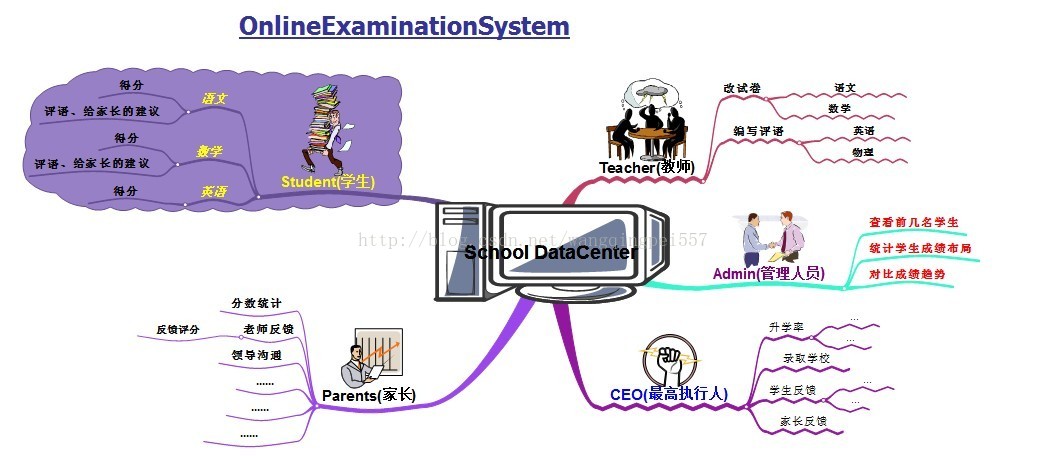 OnlineExaminationSystem
得分
语文
评语、给家长的建议
得分
数学
评语、给家长的建议
得分
英语
Student(学生)
改试卷
语文
数学
编写评语
英语
物理
Teacher(教师)
School DataCenter
http://blog.csdn.net/wangqingpei557
查看前几名学生
统计学生成绩布局
对比成绩趋势
Admin(管理人员)
分数统计
反馈评分
老师反馈
领导沟通
......
......
......
Parents(家长)
CEO(最高执行人)
升学率
...
...
录取学校
学生反馈
...
...
家长反馈